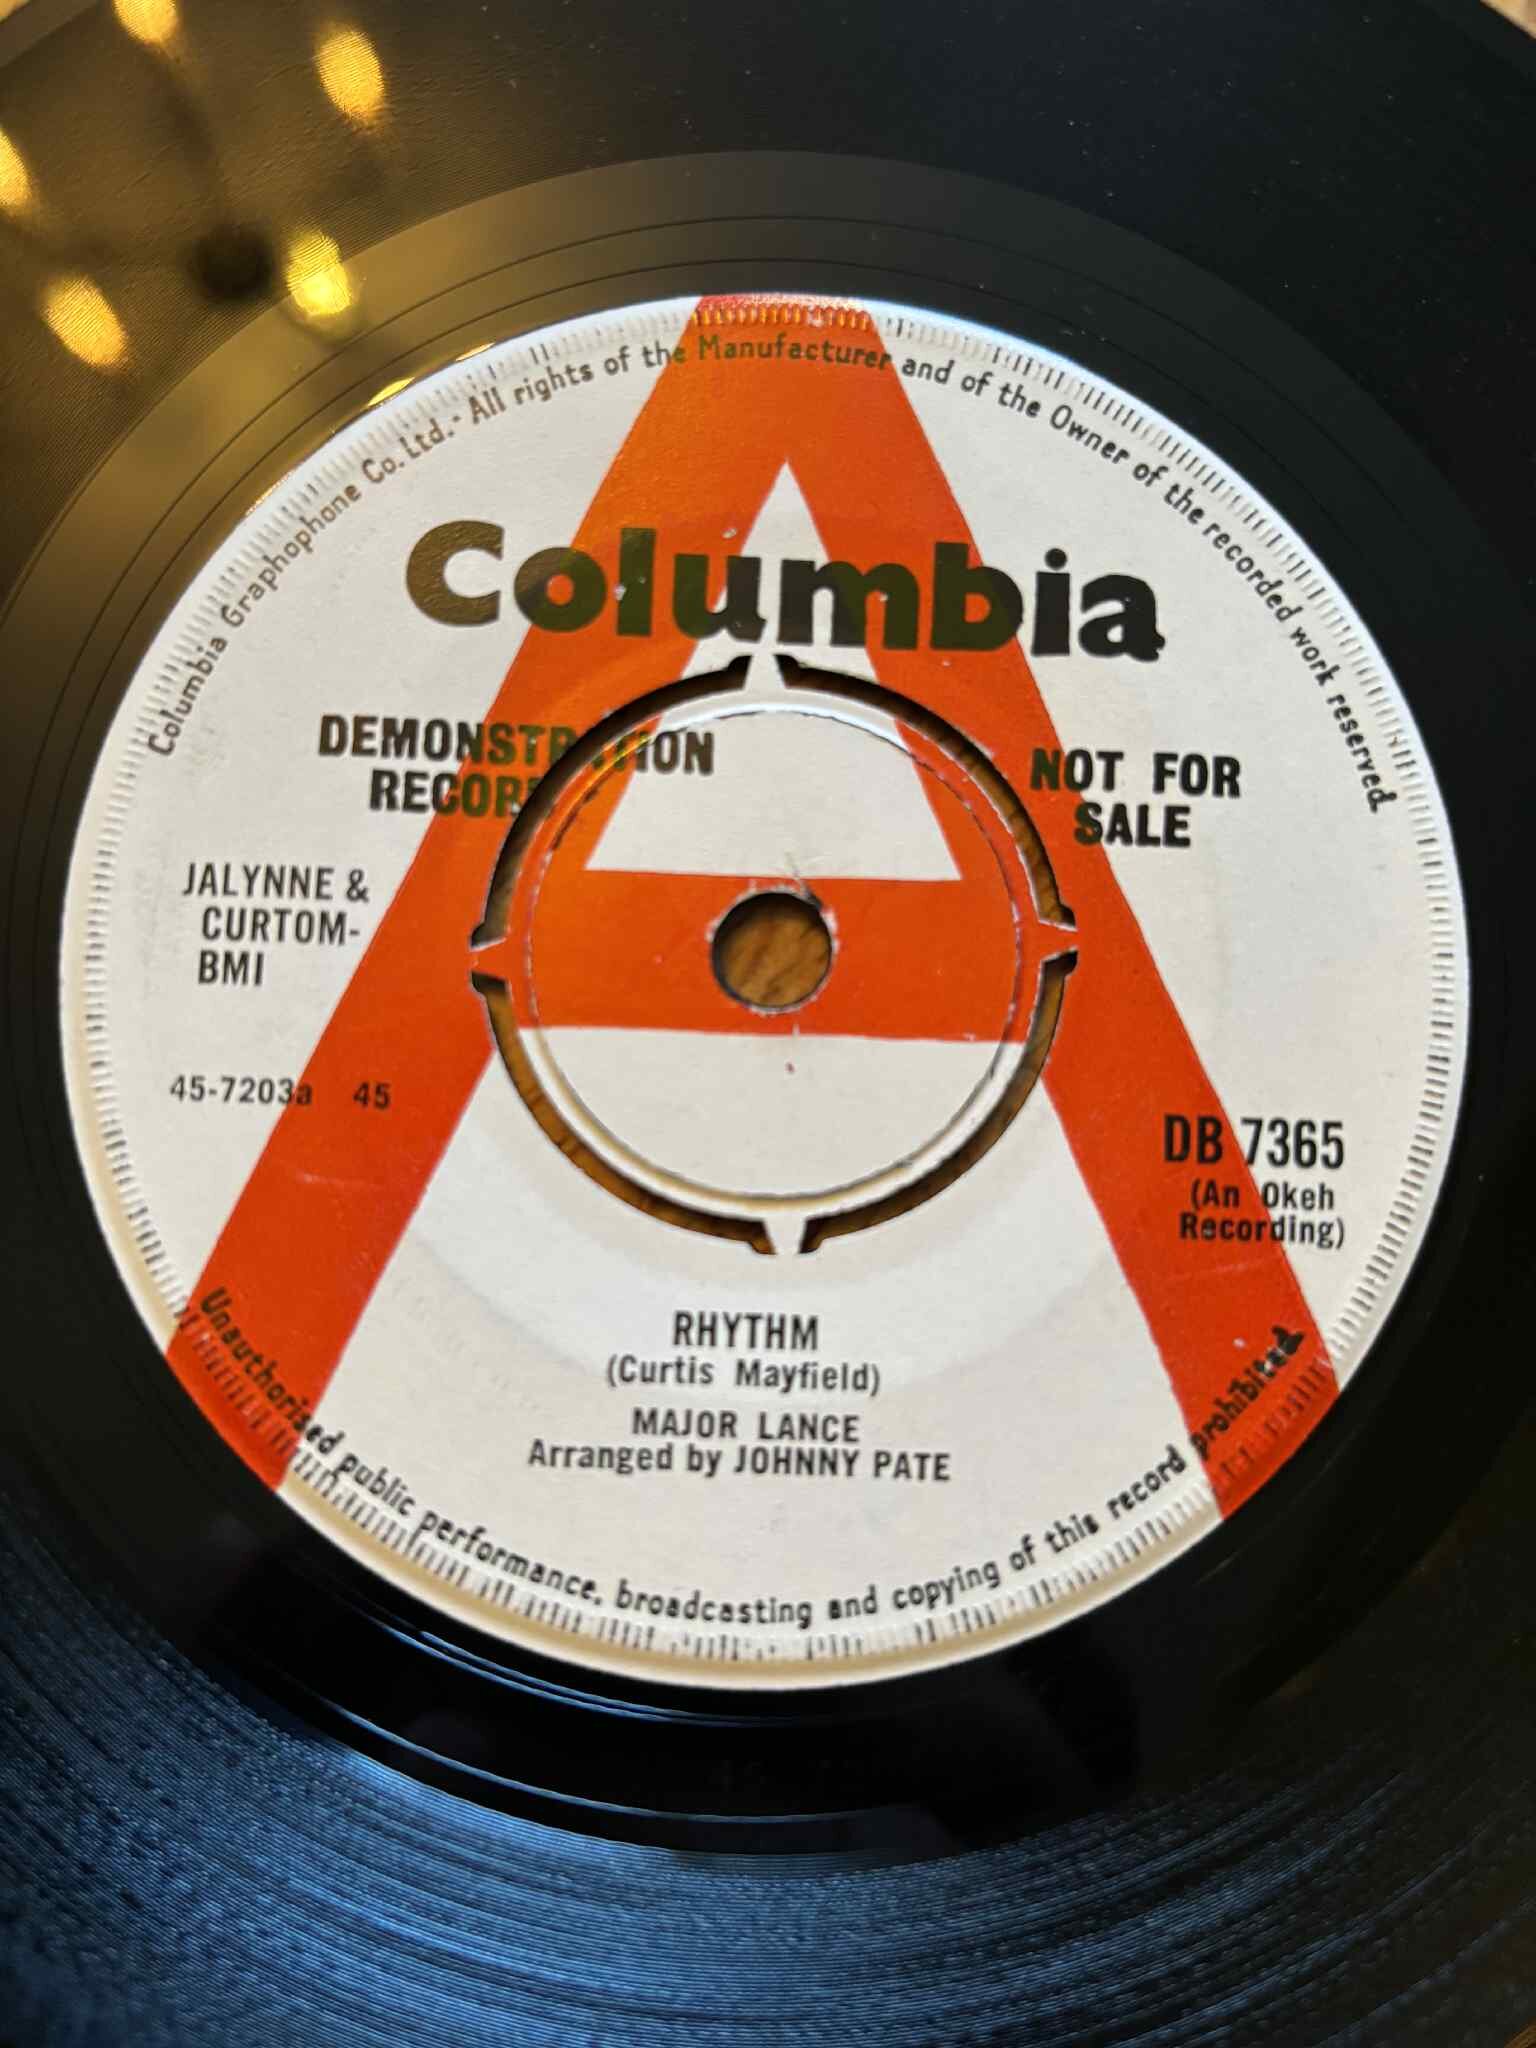 Columbia Graphophone Co. Ltd. - All rights of the Manufacturer and of the Owner of the recorded work reserved.
A
Columbia
DEMONSTRATION
RECORD
NOT FOR
SALE
JALYNNE &
CURTOM-
BMI
45-7203a 45
DB 7365
(An Okeh
Recording)
RHYTHM
(Curtis Mayfield)
MAJOR LANCE
Arranged by JOHNNY PATE
Unauthorised public performance, broadcasting and copying of this record prohibited.